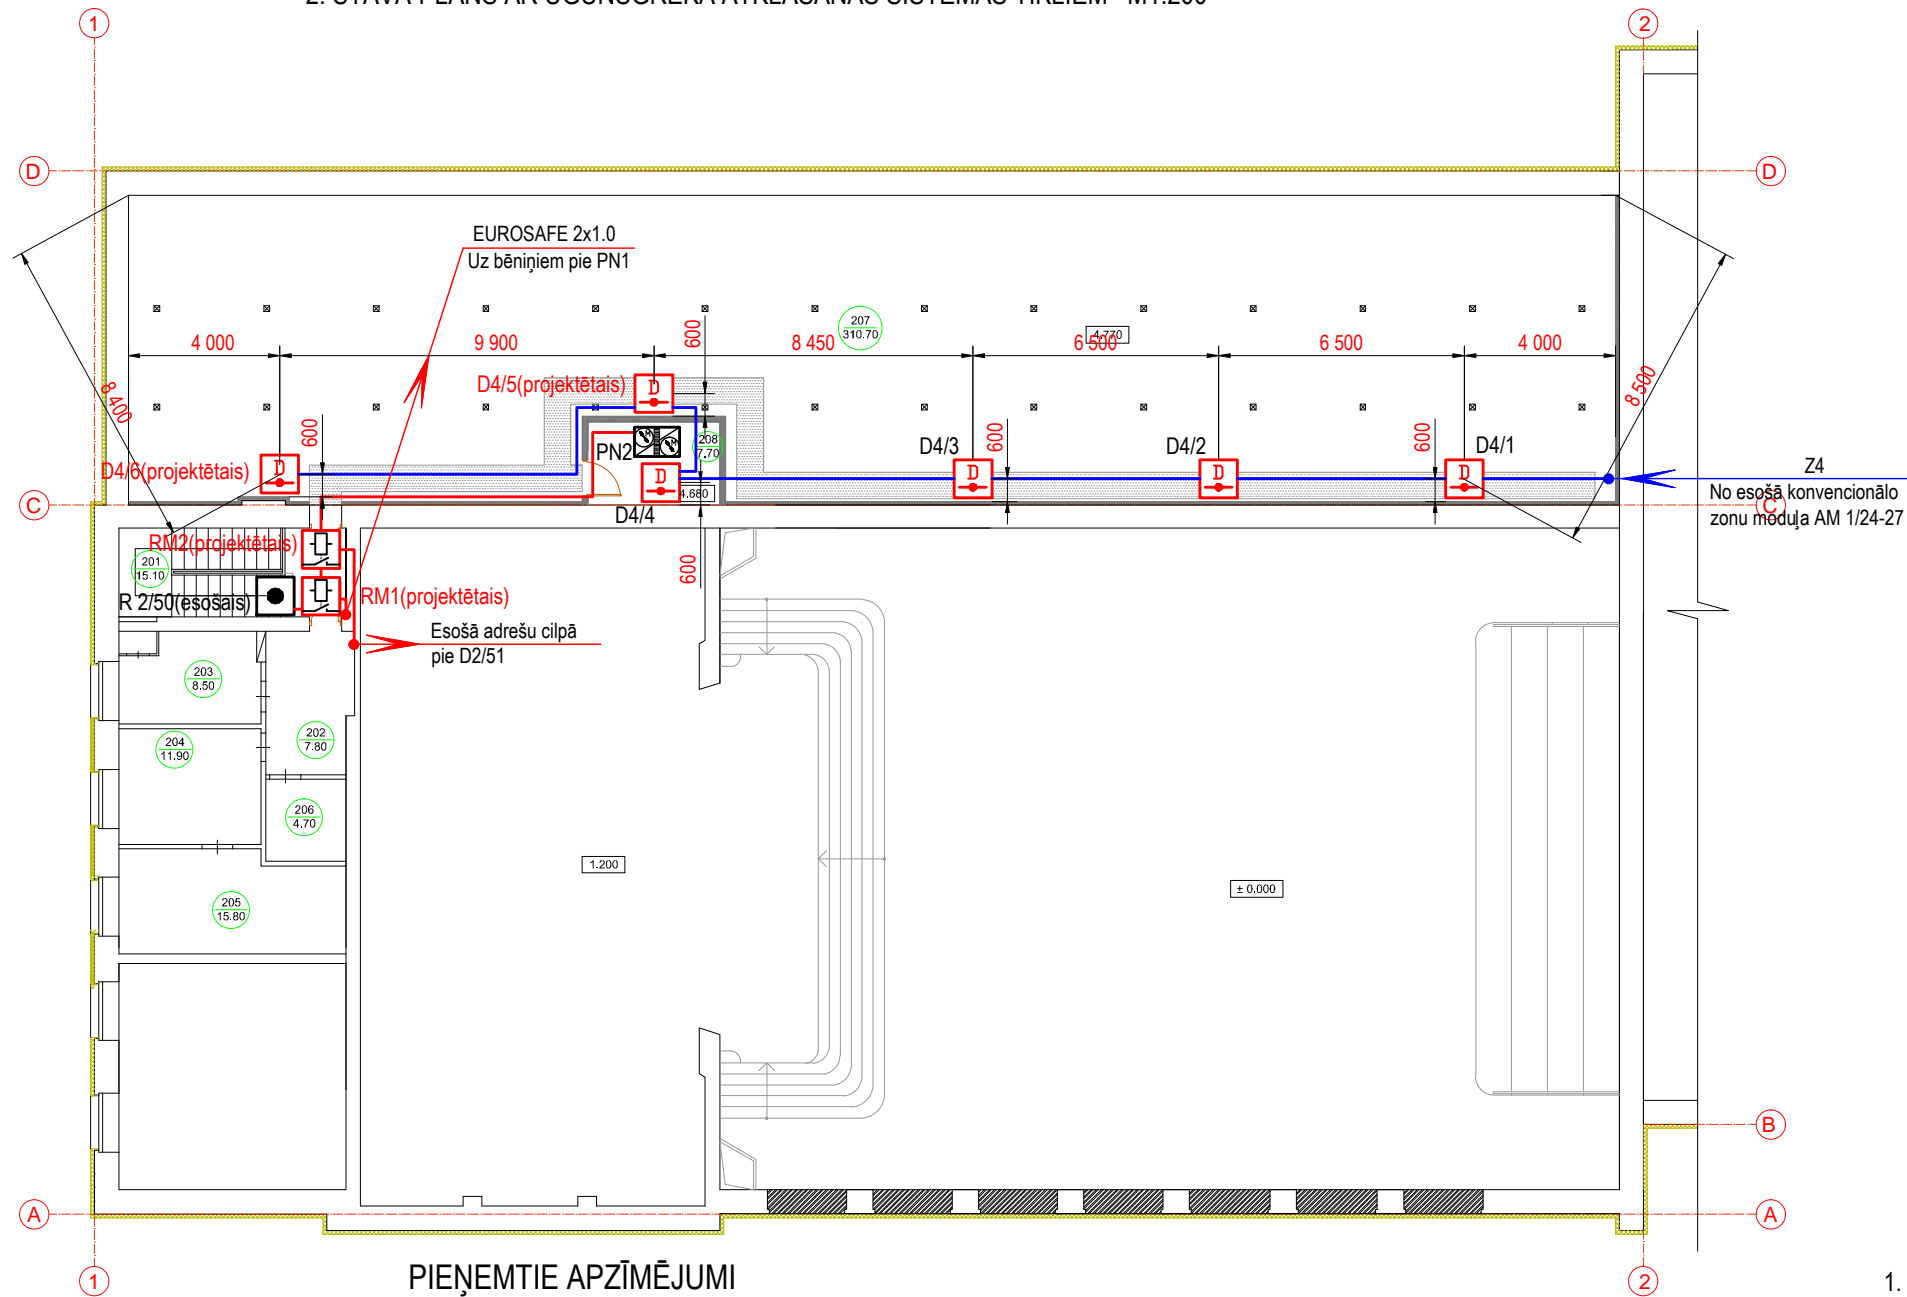 1
2
D
D
EUROSAFE 2x1.0
Uz bēniņiem pie PN1
207
310.70
4.770
4 000
9 900
600
8 450
6 500
6 500
4 000
8 400
8 500
D4/5(projektētais)
D
600
PN2
208
7.70
D4/3
D4/2
600
600
D4/1
D4/6(projektētais)
D
D
D
D
D
Z4
4.680
No esošā konvencionālo
zonu moduļa AM 1/24-27
C
C
D4/4
RM2(projektētais)
201
15.10
600
R 2/50(esošais)
RM1(projektētais)
Esošā adrešu cilpā
pie D2/51
203
8.50
202
7.80
204
11.90
206
4.70
1.200
± 0.000
205
15.80
B
A
A
1
PIEŅEMTIE APZĪMĒJUMI
2
1.